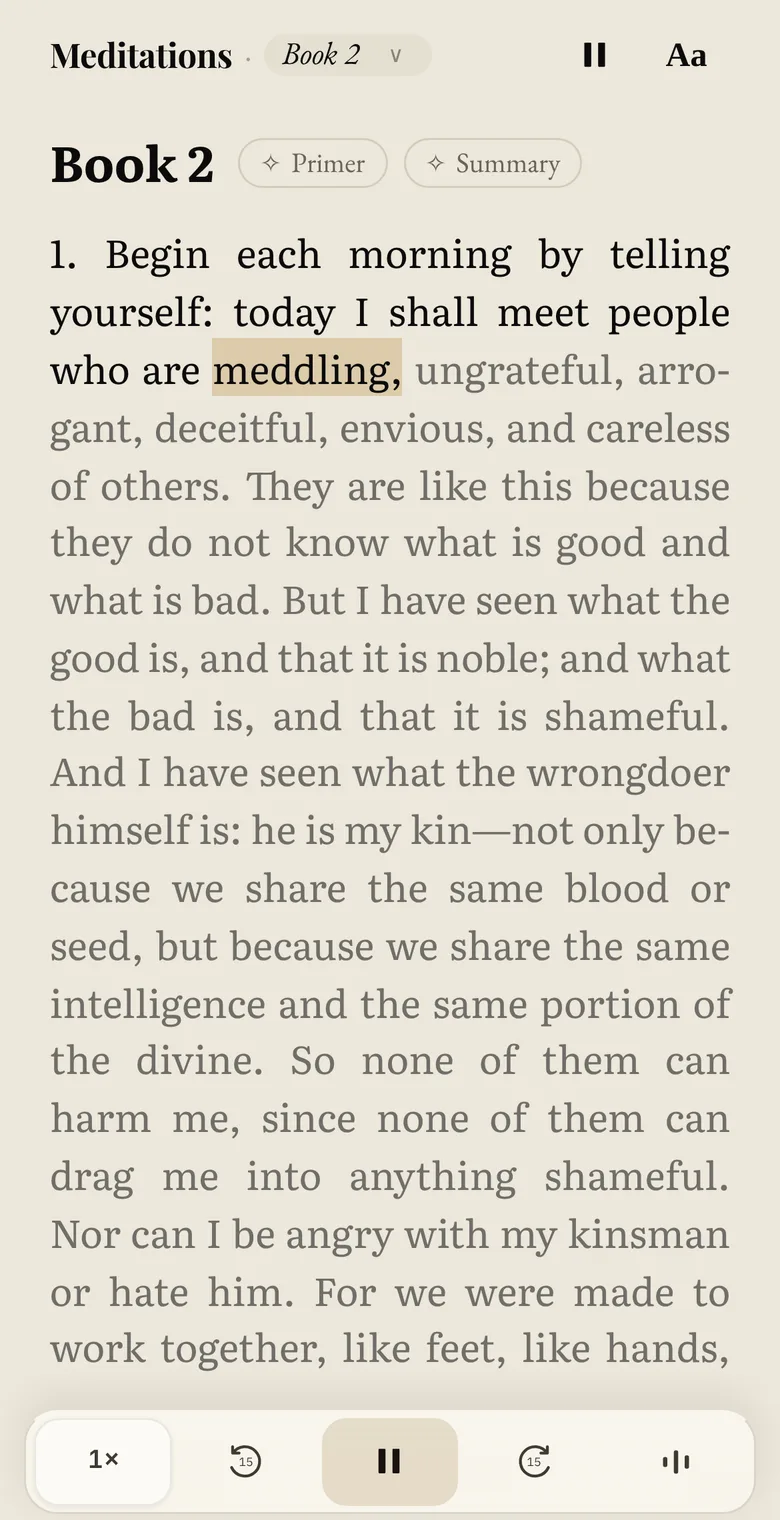 Meditations · Book 2 ∨ Aa
Book 2 ✧ Primer ✧ Summary
1. Begin each morning by telling
yourself: today I shall meet people
who are meddling, ungrateful, arro-
gant, deceitful, envious, and careless
of others. They are like this because
they do not know what is good and
what is bad. But I have seen what the
good is, and that it is noble; and what
the bad is, and that it is shameful.
And I have seen what the wrongdoer
himself is: he is my kin—not only be-
cause we share the same blood or
seed, but because we share the same
intelligence and the same portion of
the divine. So none of them can
harm me, since none of them can
drag me into anything shameful.
Nor can I be angry with my kinsman
or hate him. For we were made to
work together, like feet, like hands,
1× 15 15